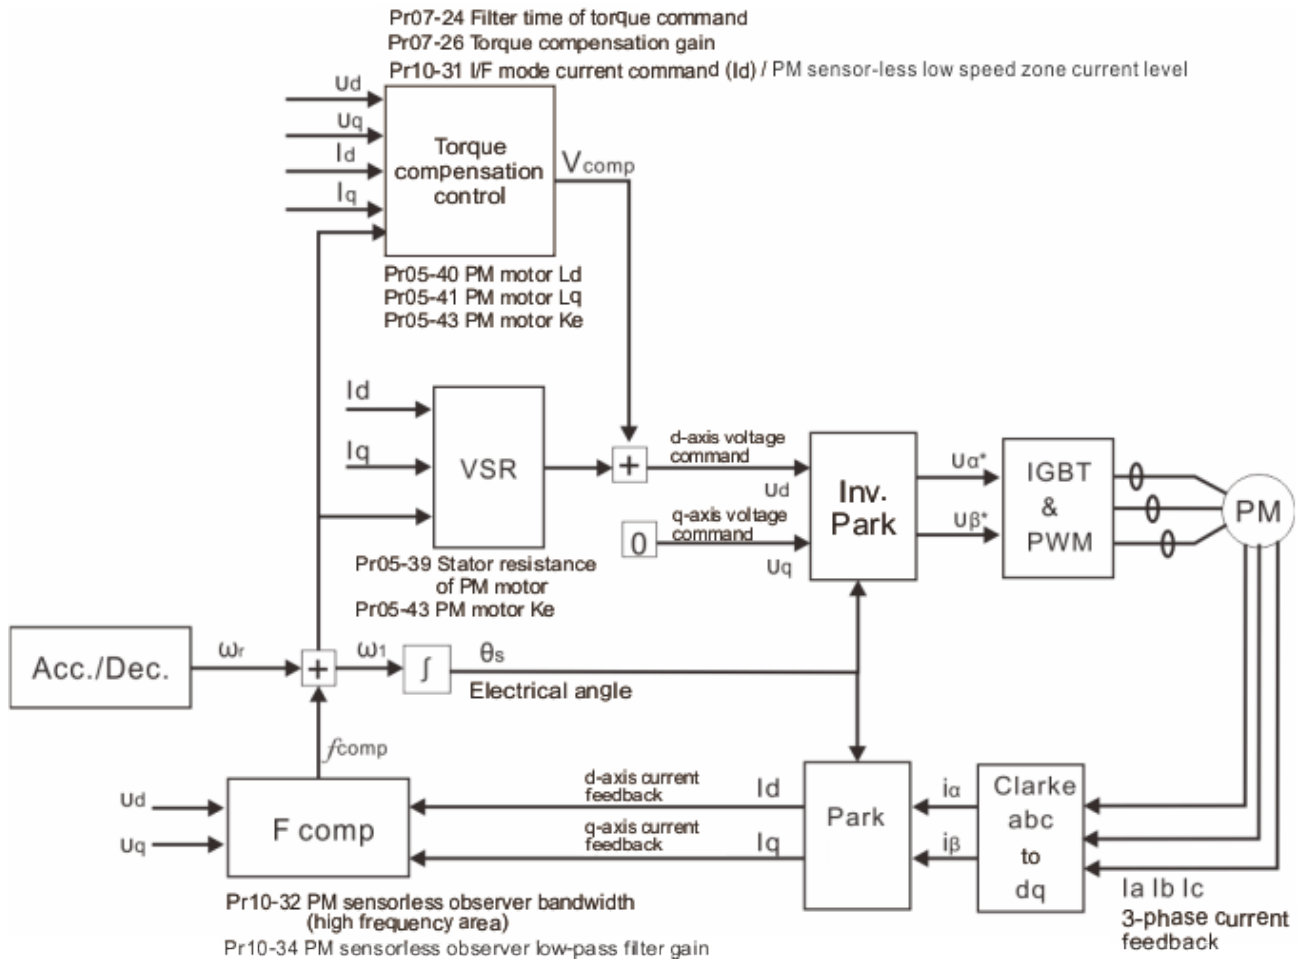 Pr07-24 Filter time of torque command
Pr07-26 Torque compensation gain
Pr10-31 I/F mode current command (Id) / PM sensor-less low speed zone current level
ud
uq
Id
Iq
Torque
compensation
control
Vcomp
Pr05-40 PM motor Ld
Pr05-41 PM motor Lq
Pr05-43 PM motor Ke
Id
Iq
VSR
+
d-axis voltage
command
ud
0
q-axis voltage
command
uq
Inv.
Park
uα*
uβ*
IGBT
&
PWM
PM
Pr05-39 Stator resistance
of PM motor
Pr05-43 PM motor Ke
Acc./Dec.
ωr
+
ω1
∫
θs
Electrical angle
fcomp
ud
uq
F comp
d-axis current
feedback
Id
q-axis current
feedback
Iq
Park
iα
iβ
Clarke
abc
to
dq
Ia Ib Ic
3-phase current
feedback
Pr10-32 PM sensorless observer bandwidth
(high frequency area)
Pr10-34 PM sensorless observer low-pass filter gain